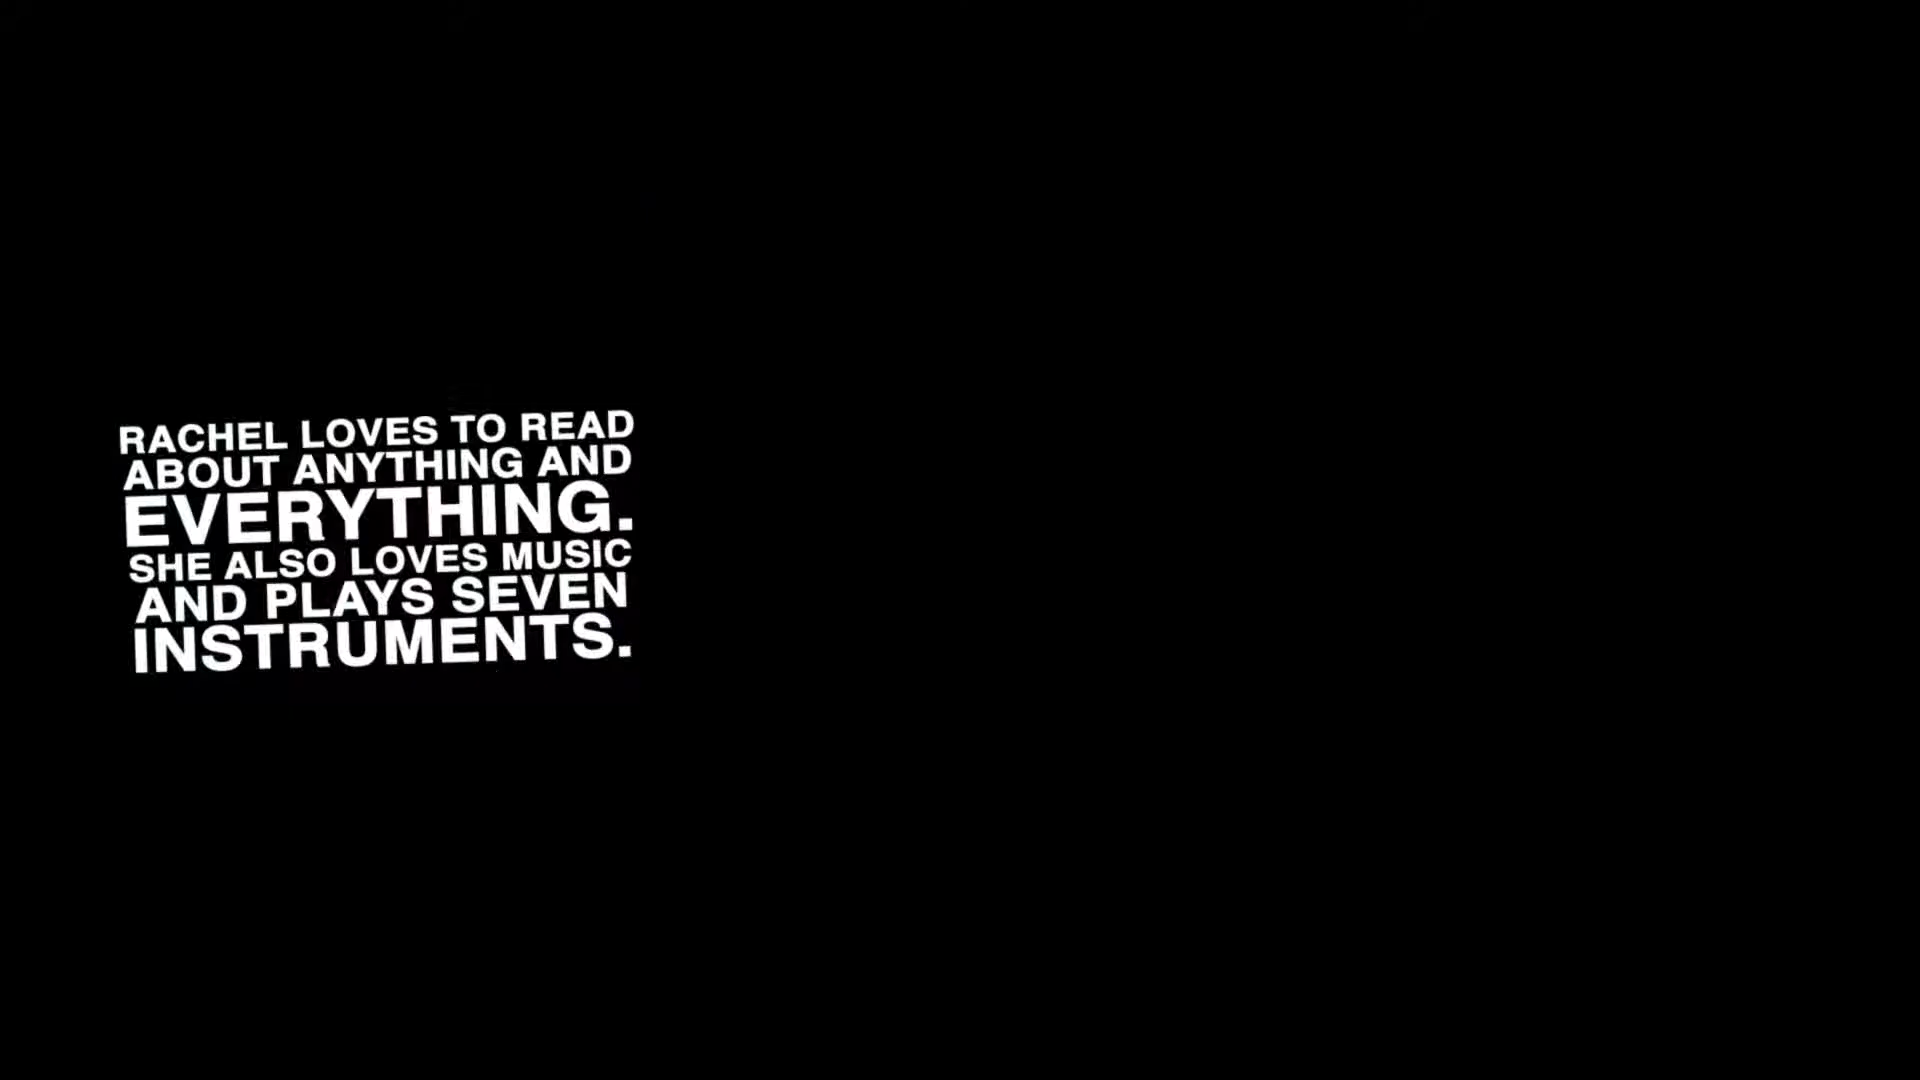 RACHEL LOVES TO READ
ABOUT ANYTHING AND
EVERYTHING.
SHE ALSO LOVES MUSIC
AND PLAYS SEVEN
INSTRUMENTS.